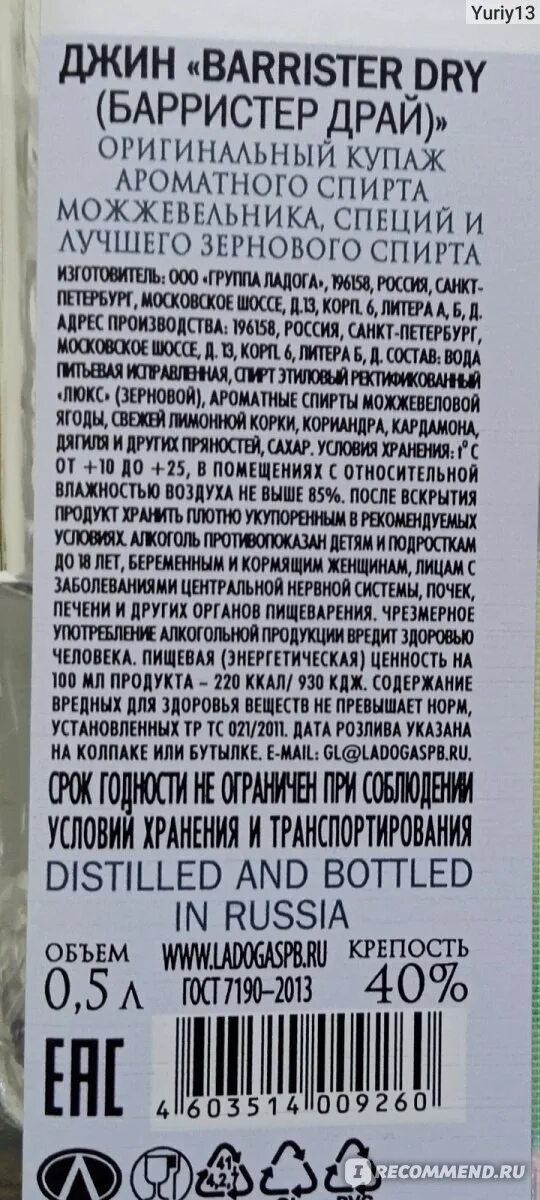 Yuriy13
ДЖИН «BARRISTER DRY
(БАРРИСТЕР ДРАЙ)»
ОРИГИНАЛЬНЫЙ КУПАЖ
АРОМАТНОГО СПИРТА
МОЖЖЕВЕЛЬНИКА, СПЕЦИЙ И
ЛУЧШЕГО ЗЕРНОВОГО СПИРТА
ИЗГОТОВИТЕЛЬ: ООО «ГРУППА ЛАДОГА», 196158, РОССИЯ, САНКТ-
ПЕТЕРБУРГ, МОСКОВСКОЕ ШОССЕ, Д.13, КОРП. 6, ЛИТЕРА А, Б, Д.
АДРЕС ПРОИЗВОДСТВА: 196158, РОССИЯ, САНКТ-ПЕТЕРБУРГ,
МОСКОВСКОЕ ШОССЕ, Д. 13, КОРП. 6, ЛИТЕРА Б, Д. СОСТАВ: ВОДА
ПИТЬЕВАЯ ИСПРАВЛЕННАЯ, СПИРТ ЭТИЛОВЫЙ РЕКТИФИКОВАННЫЙ
«ЛЮКС» (ЗЕРНОВОЙ), АРОМАТНЫЕ СПИРТЫ МОЖЖЕВЕЛОВОЙ
ЯГОДЫ, СВЕЖЕЙ ЛИМОННОЙ КОРКИ, КОРИАНДРА, КАРДАМОНА,
ДЯГИЛЯ И ДРУГИХ ПРЯНОСТЕЙ, САХАР. УСЛОВИЯ ХРАНЕНИЯ: t° C
ОТ +10 ДО +25, В ПОМЕЩЕНИЯХ С ОТНОСИТЕЛЬНОЙ
ВЛАЖНОСТЬЮ ВОЗДУХА НЕ ВЫШЕ 85%. ПОСЛЕ ВСКРЫТИЯ
ПРОДУКТ ХРАНИТЬ ПЛОТНО УКУПОРЕННЫМ В РЕКОМЕНДУЕМЫХ
УСЛОВИЯХ. АЛКОГОЛЬ ПРОТИВОПОКАЗАН ДЕТЯМ И ПОДРОСТКАМ
ДО 18 ЛЕТ, БЕРЕМЕННЫМ И КОРМЯЩИМ ЖЕНЩИНАМ, ЛИЦАМ С
ЗАБОЛЕВАНИЯМИ ЦЕНТРАЛЬНОЙ НЕРВНОЙ СИСТЕМЫ, ПОЧЕК,
ПЕЧЕНИ И ДРУГИХ ОРГАНОВ ПИЩЕВАРЕНИЯ. ЧРЕЗМЕРНОЕ
УПОТРЕБЛЕНИЕ АЛКОГОЛЬНОЙ ПРОДУКЦИИ ВРЕДИТ ЗДОРОВЬЮ
ЧЕЛОВЕКА. ПИЩЕВАЯ (ЭНЕРГЕТИЧЕСКАЯ) ЦЕННОСТЬ НА
100 МЛ ПРОДУКТА – 220 ККАЛ/ 930 КДЖ. СОДЕРЖАНИЕ
ВРЕДНЫХ ДЛЯ ЗДОРОВЬЯ ВЕЩЕСТВ НЕ ПРЕВЫШАЕТ НОРМ,
УСТАНОВЛЕННЫХ ТР ТС 021/2011. ДАТА РОЗЛИВА УКАЗАНА
НА КОЛПАКЕ ИЛИ БУТЫЛКЕ. E-MAIL: GL@LADOGASPB.RU.
СРОК ГОДНОСТИ НЕ ОГРАНИЧЕН ПРИ СОБЛЮДЕНИИ
УСЛОВИЙ ХРАНЕНИЯ И ТРАНСПОРТИРОВАНИЯ
DISTILLED AND BOTTLED
IN RUSSIA
ОБЪЕМ WWW.LADOGASPB.RU КРЕПОСТЬ
0,5 Л ГОСТ 7190–2013 40%
EAC
4 603514 009260
IRECOMMEND.RU